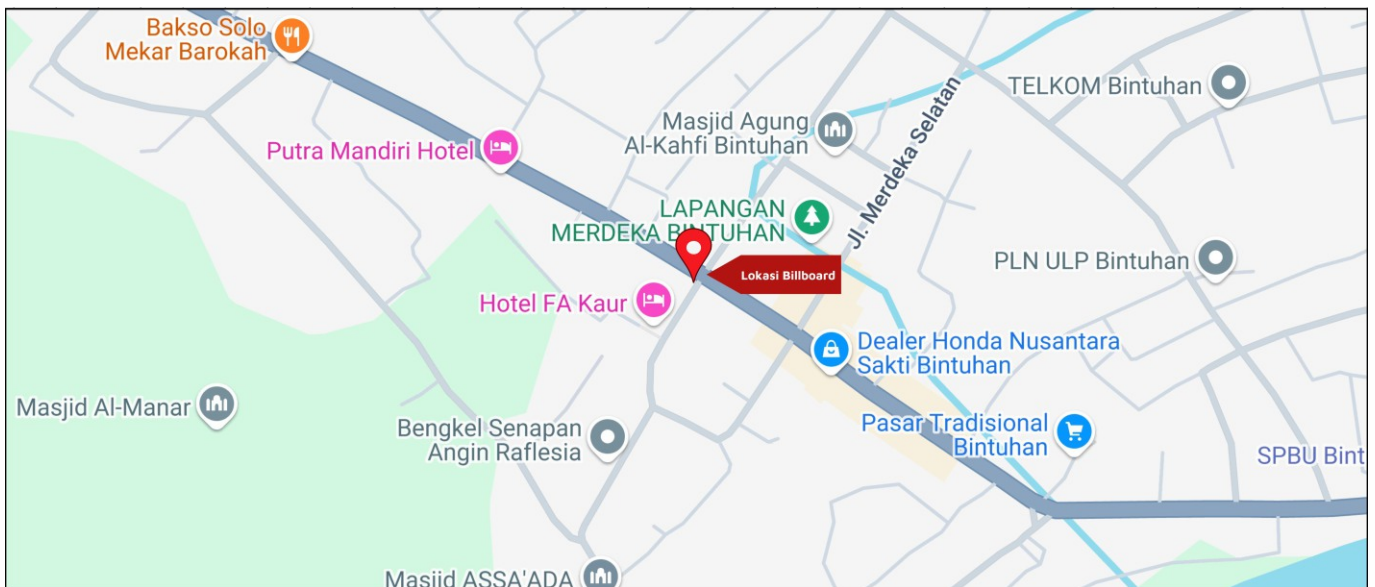 Bakso Solo
Mekar Barokah
TELKOM Bintuhan
Masjid Agung
Al-Kahfi Bintuhan
Putra Mandiri Hotel
Jl. Merdeka Selatan
LAPANGAN
MERDEKA BINTUHAN
PLN ULP Bintuhan
Lokasi Billboard
Hotel FA Kaur
Dealer Honda Nusantara
Sakti Bintuhan
Masjid Al-Manar
Bengkel Senapan
Angin Raflesia
Pasar Tradisional
Bintuhan
SPBU Bint
Masjid ASSA'ADA